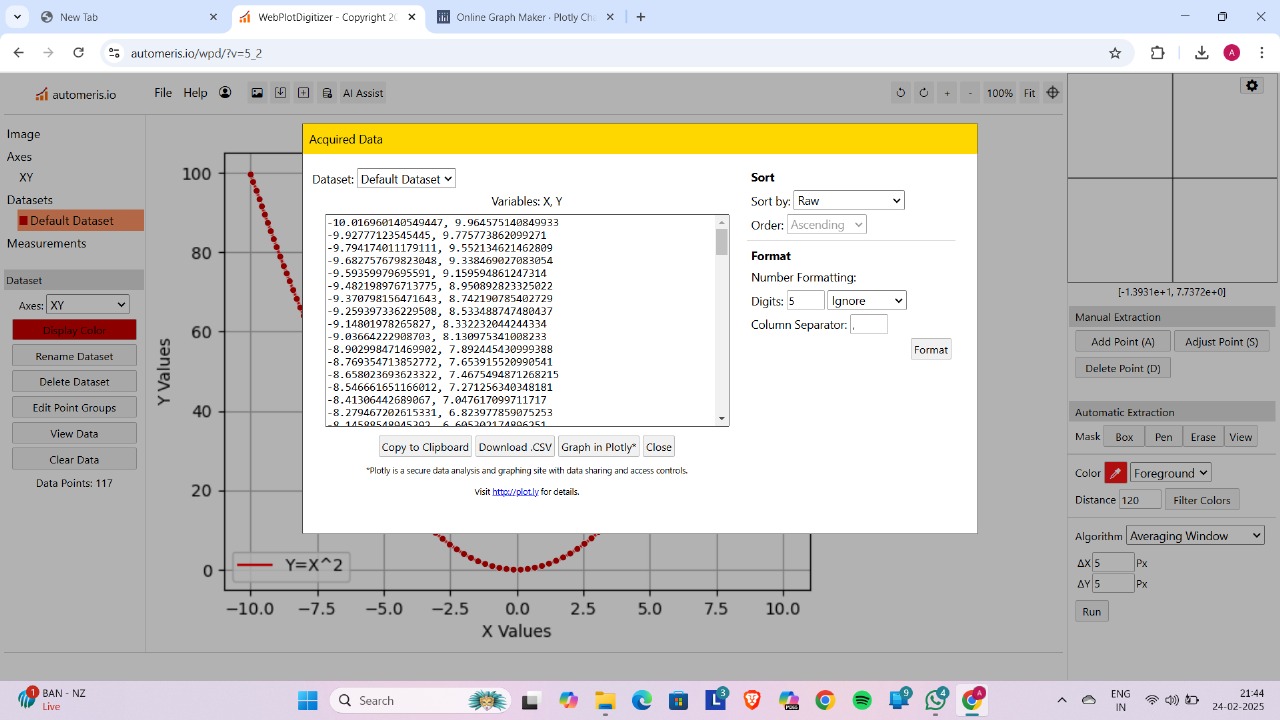 New Tab
WebPlotDigitizer - Copyright 20
Online Graph Maker · Plotly Ch
automeris.io/wpd/?v=5_2
A
automeris.io
File Help
AI Assist
+ - 100% Fit
Image
Axes
XY
Datasets
Default Dataset
Measurements
Dataset
Axes: XY
Display Color
Rename Dataset
Delete Dataset
Edit Point Groups
View Data
Clear Data
Data Points: 117
Y Values
100
80
60
40
20
0
Y=X^2
−10.0 −7.5 −5.0 −2.5 0.0 2.5 5.0 7.5 10.0
X Values
Acquired Data
Dataset: Default Dataset
Variables: X, Y
-10.016960140549447, 9.964575140849933
-9.92777123545445, 9.775773862099271
-9.794174011179111, 9.552134621462809
-9.682757679823048, 9.338469027083054
-9.59359979695591, 9.159594861247314
-9.482198976713775, 8.950892823325022
-9.370798156471643, 8.742190785402729
-9.259397336229508, 8.533488747480437
-9.14801978265827, 8.332232044244334
-9.03664222908703, 8.130975341008233
-8.902998471469902, 7.892445430999388
-8.769354713852772, 7.653915520990541
-8.658023693623322, 7.4675494871268215
-8.546661651166012, 7.271256340348181
-8.41306442689067, 7.047617099711717
-8.279467202615331, 6.823977859075253
-8.14588548945392, 6.605302174896251
Copy to Clipboard Download .CSV Graph in Plotly* Close
*Plotly is a secure data analysis and graphing site with data sharing and access controls.
Visit http://plot.ly for details.
Sort
Sort by: Raw
Order: Ascending
Format
Number Formatting:
Digits: 5 Ignore
Column Separator: ,
Format
[-1.3931e+1, 7.7372e+0]
Manual Extraction
Add Point (A) Adjust Point (S)
Delete Point (D)
Automatic Extraction
Mask Box Pen Erase View
Color Foreground
Distance 120 Filter Colors
Algorithm Averaging Window
ΔX 5 Px
ΔY 5 Px
Run
1
BAN - NZ
Live
Search
3
9
4
A
ENG
IN
21:44
24-02-2025